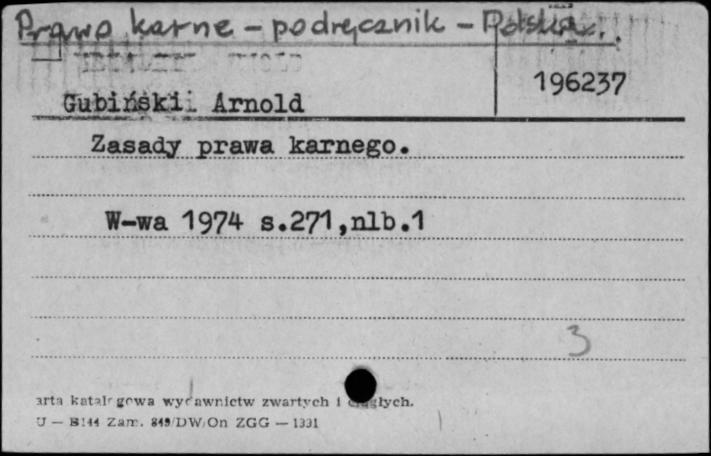 Prawo karne - podręcznik - Polska.
196237
Gubiński Arnold
Zasady prawa karnego.
W-wa 1974 s.271,nlb.1
3
arta katalogowa wydawnictw zwartych i ciągłych.
U — B144 Zam. 849/DW/On ZGG — 1331